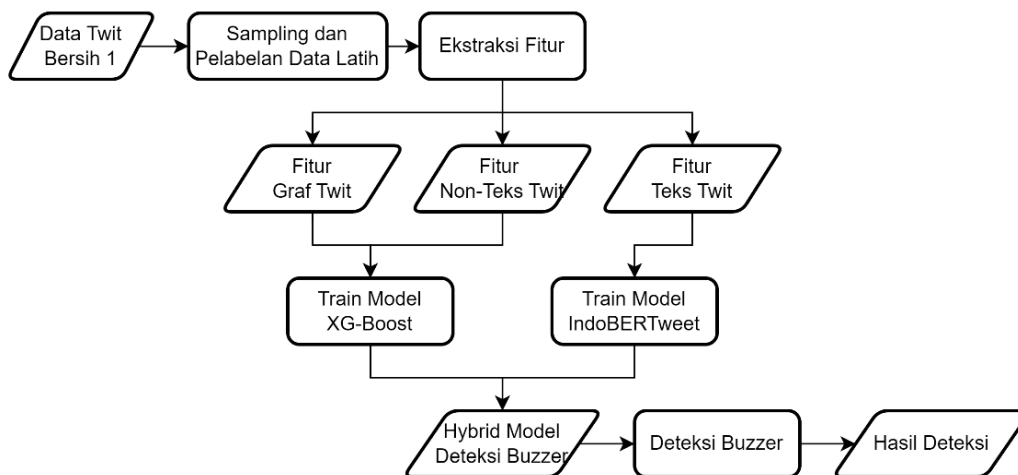 Data Twit
Bersih 1
Sampling dan
Pelabelan Data Latih
Ekstraksi Fitur
Fitur
Graf Twit
Fitur
Non-Teks Twit
Fitur
Teks Twit
Train Model
XG-Boost
Train Model
IndoBERTweet
Hybrid Model
Deteksi Buzzer
Deteksi Buzzer
Hasil Deteksi